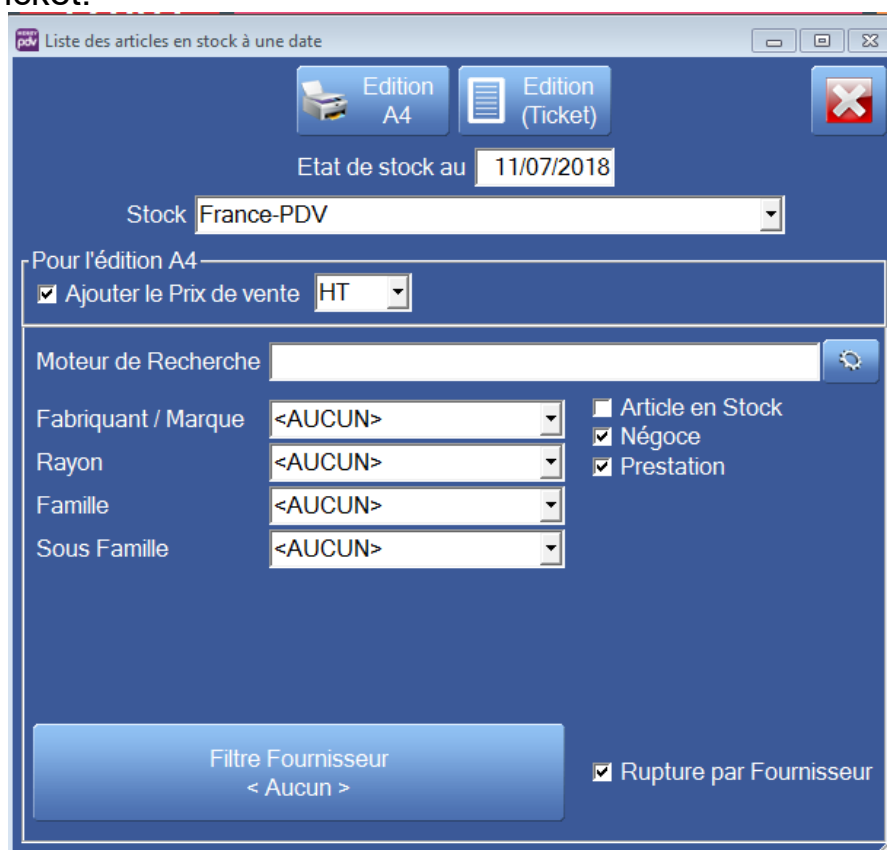 icket.
pdv Liste des articles en stock à une date
Edition A4
Edition (Ticket)
Etat de stock au 11/07/2018
Stock France-PDV
Pour l'édition A4
Ajouter le Prix de vente HT
Moteur de Recherche
Fabriquant / Marque <AUCUN>
Article en Stock
Négoce
Rayon <AUCUN>
Prestation
Famille <AUCUN>
Sous Famille <AUCUN>
Filtre Fournisseur
< Aucun >
Rupture par Fournisseur